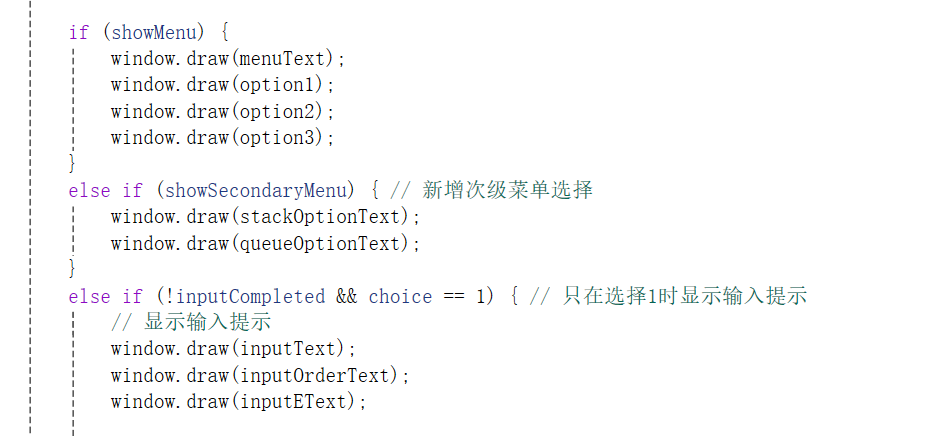 if (showMenu) {
window.draw(menuText);
window.draw(option1);
window.draw(option2);
window.draw(option3);
}
else if (showSecondaryMenu) { // 新增次级菜单选择
window.draw(stackOptionText);
window.draw(queueOptionText);
}
else if (!inputCompleted && choice == 1) { // 只在选择1时显示输入提示
// 显示输入提示
window.draw(inputText);
window.draw(inputOrderText);
window.draw(inputEText);